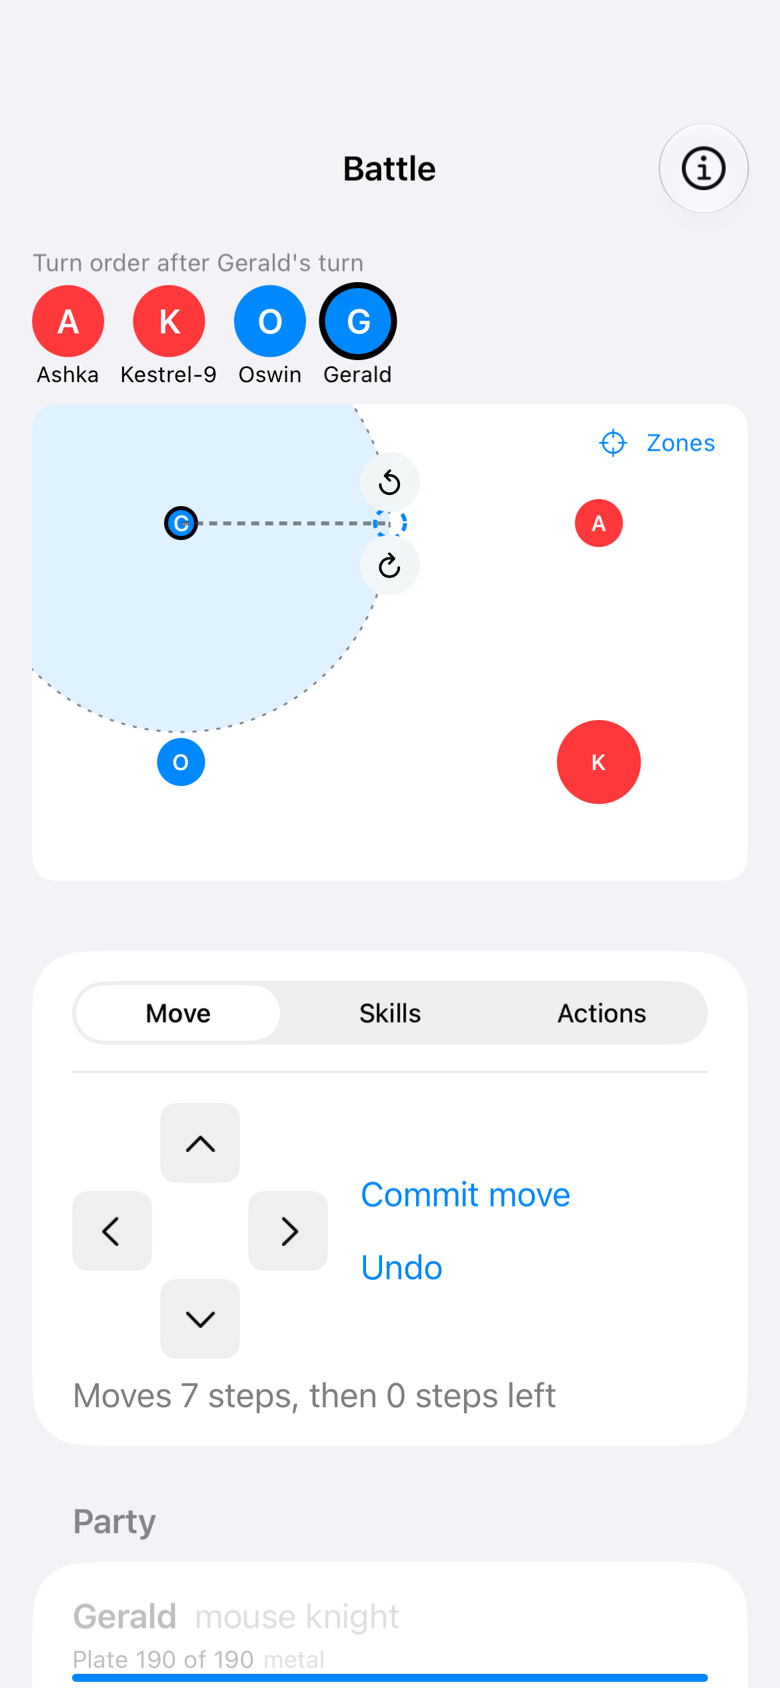 Battle
Turn order after Gerald's turn
A K O G
Ashka Kestrel-9 Oswin Gerald
Zones
G A
O K
Move Skills Actions
Commit move
Undo
Moves 7 steps, then 0 steps left
Party
Gerald mouse knight
Plate 190 of 190 metal